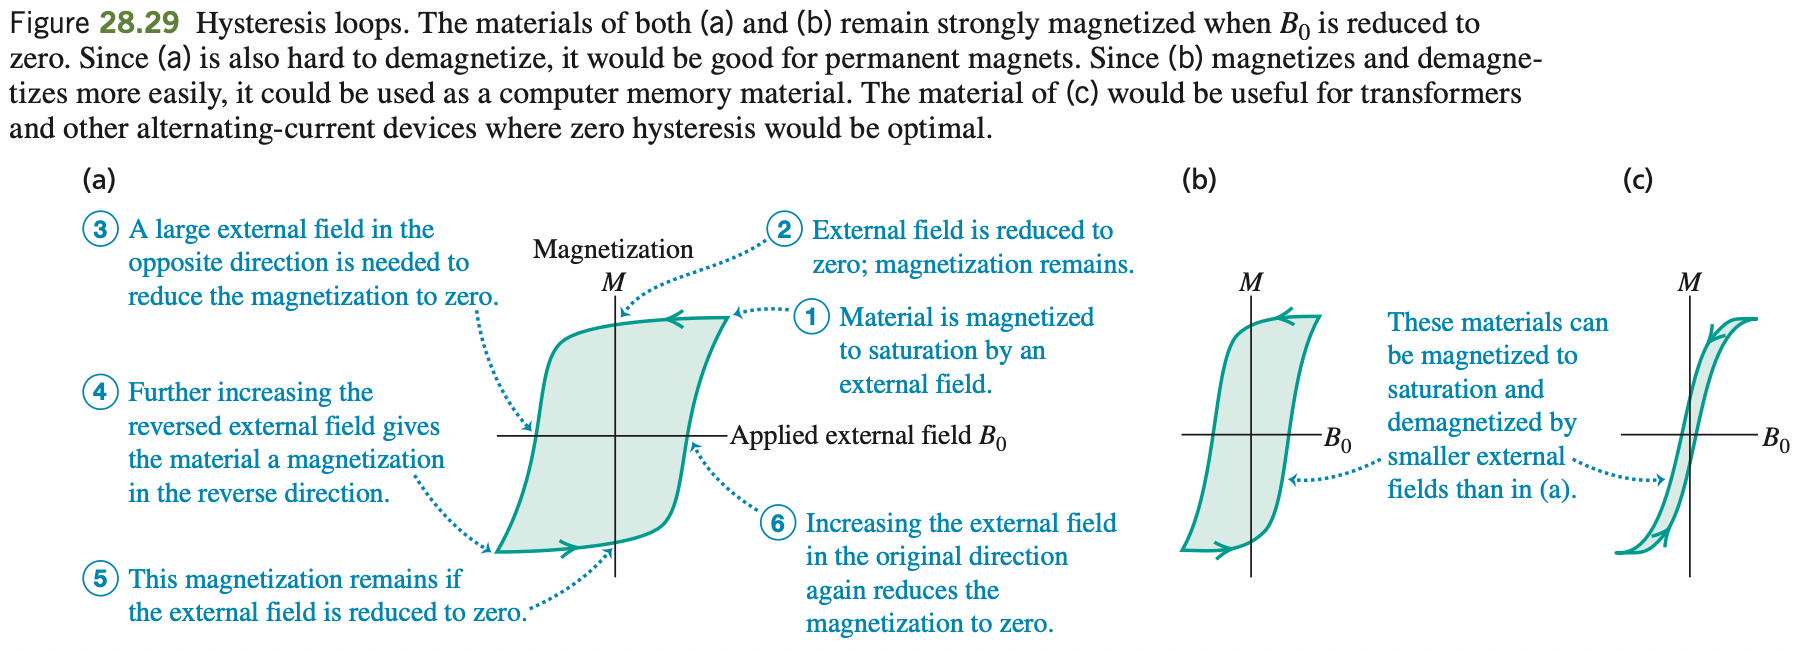 Figure 28.29 Hysteresis loops. The materials of both (a) and (b) remain strongly magnetized when B₀ is reduced to
zero. Since (a) is also hard to demagnetize, it would be good for permanent magnets. Since (b) magnetizes and demagne-
tizes more easily, it could be used as a computer memory material. The material of (c) would be useful for transformers
and other alternating-current devices where zero hysteresis would be optimal.
(a)
3 A large external field in the
opposite direction is needed to
reduce the magnetization to zero.
4 Further increasing the
reversed external field gives
the material a magnetization
in the reverse direction.
5 This magnetization remains if
the external field is reduced to zero.
Magnetization
M
2 External field is reduced to
zero; magnetization remains.
1 Material is magnetized
to saturation by an
external field.
Applied external field B₀
6 Increasing the external field
in the original direction
again reduces the
magnetization to zero.
(b)
M
B₀
These materials can
be magnetized to
saturation and
demagnetized by
smaller external
fields than in (a).
(c)
M
B₀